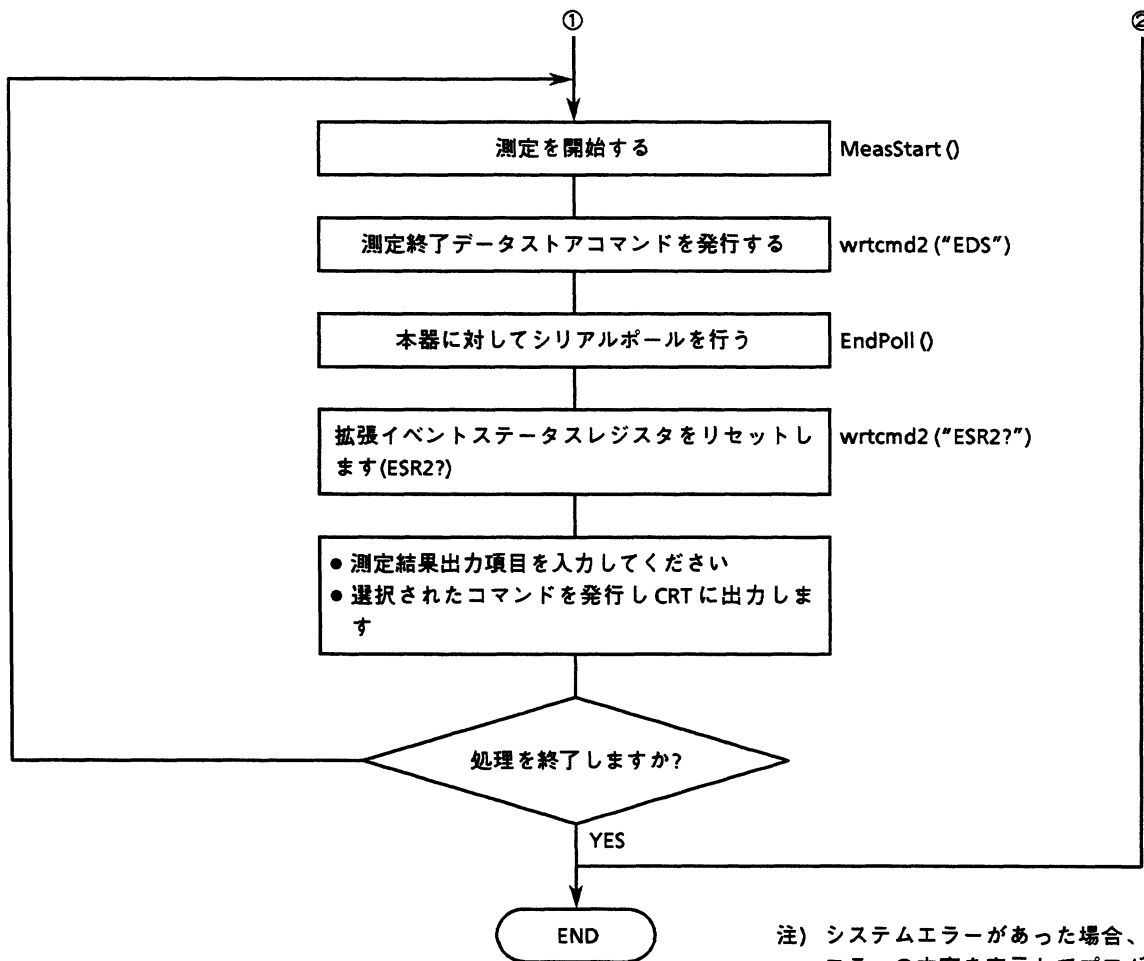 ① ②
測定を開始する MeasStart ()
測定終了データストアコマンドを発行する wrtcmd2 ("EDS")
本器に対してシリアルポールを行う EndPoll ()
拡張イベントステータスレジスタをリセットし wrtcmd2 ("ESR2?")
ます(ESR2?)
● 測定結果出力項目を入力してください
● 選択されたコマンドを発行し CRT に出力しま
す
処理を終了しますか?
YES
END
注) システムエラーがあった場合、